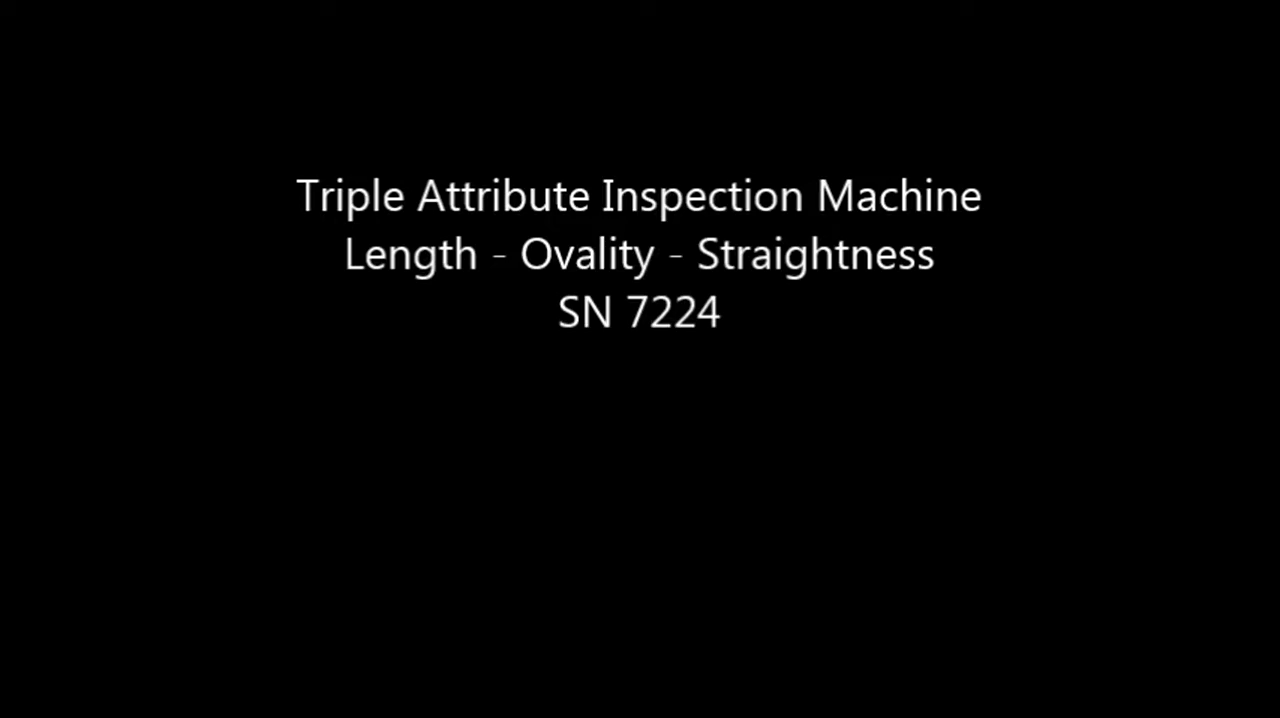 Triple Attribute Inspection Machine
Length - Ovality - Straightness
SN 7224